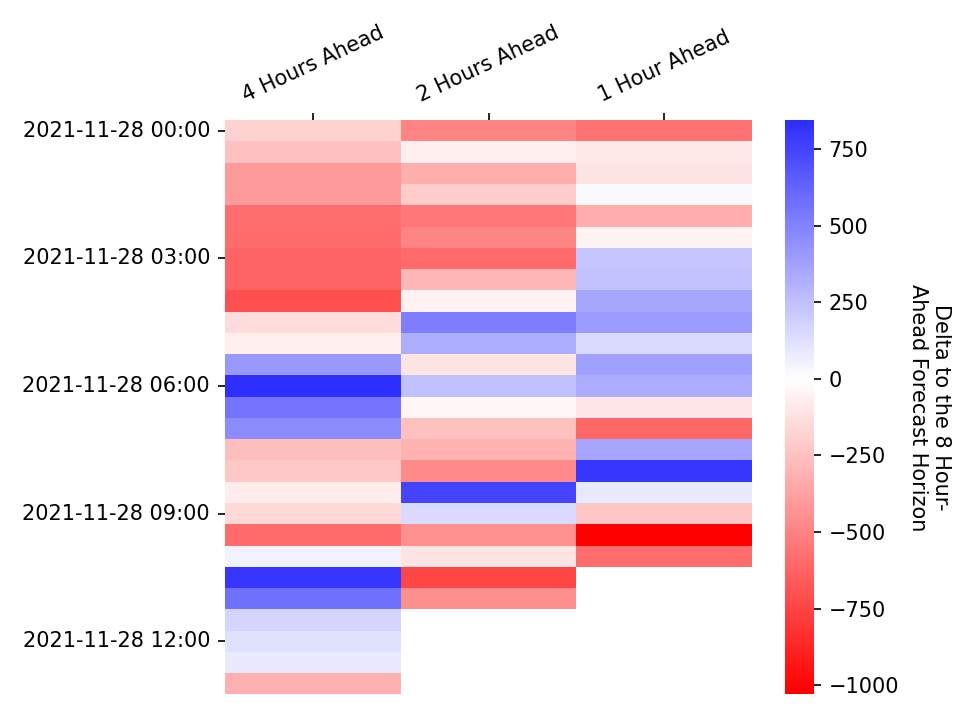 4 Hours Ahead
2 Hours Ahead
1 Hour Ahead
2021-11-28 00:00
2021-11-28 03:00
2021-11-28 06:00
2021-11-28 09:00
2021-11-28 12:00
750
500
250
0
−250
−500
−750
−1000
Delta to the 8 Hour-
Ahead Forecast Horizon